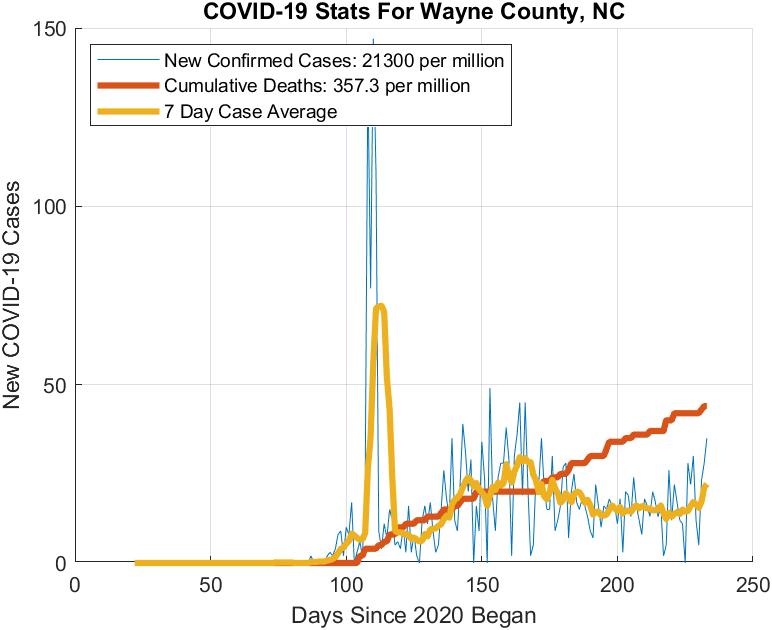 COVID-19 Stats For Wayne County, NC
150
New Confirmed Cases: 21300 per million
Cumulative Deaths: 357.3 per million
7 Day Case Average
100
New COVID-19 Cases
50
0
0 50 100 150 200 250
Days Since 2020 Began